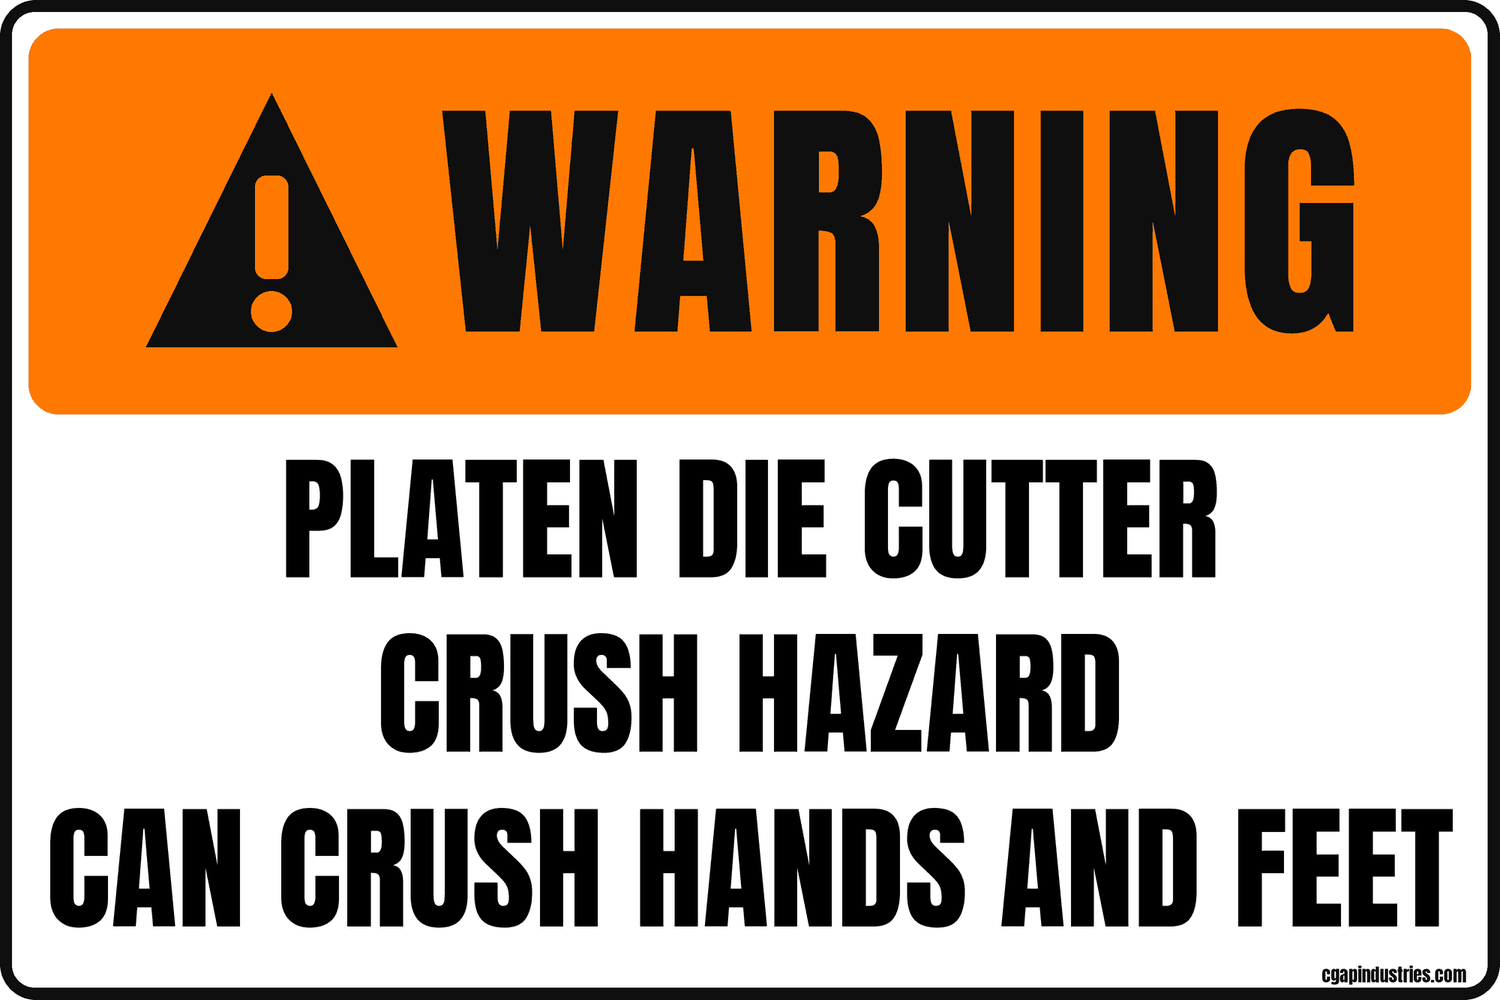 WARNING
PLATEN DIE CUTTER
CRUSH HAZARD
CAN CRUSH HANDS AND FEET
cgapindustries.com